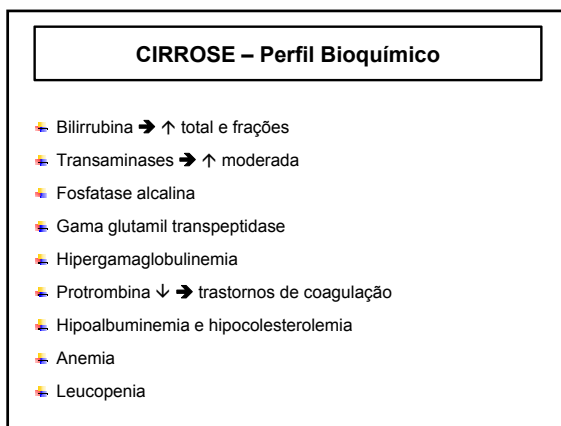 CIRROSE – Perfil Bioquímico
Bilirrubina ➔ ↑ total e frações
Transaminases ➔ ↑ moderada
Fosfatase alcalina
Gama glutamil transpeptidase
Hipergamaglobulinemia
Protrombina ↓ ➔ trastornos de coagulação
Hipoalbuminemia e hipocolesterolemia
Anemia
Leucopenia